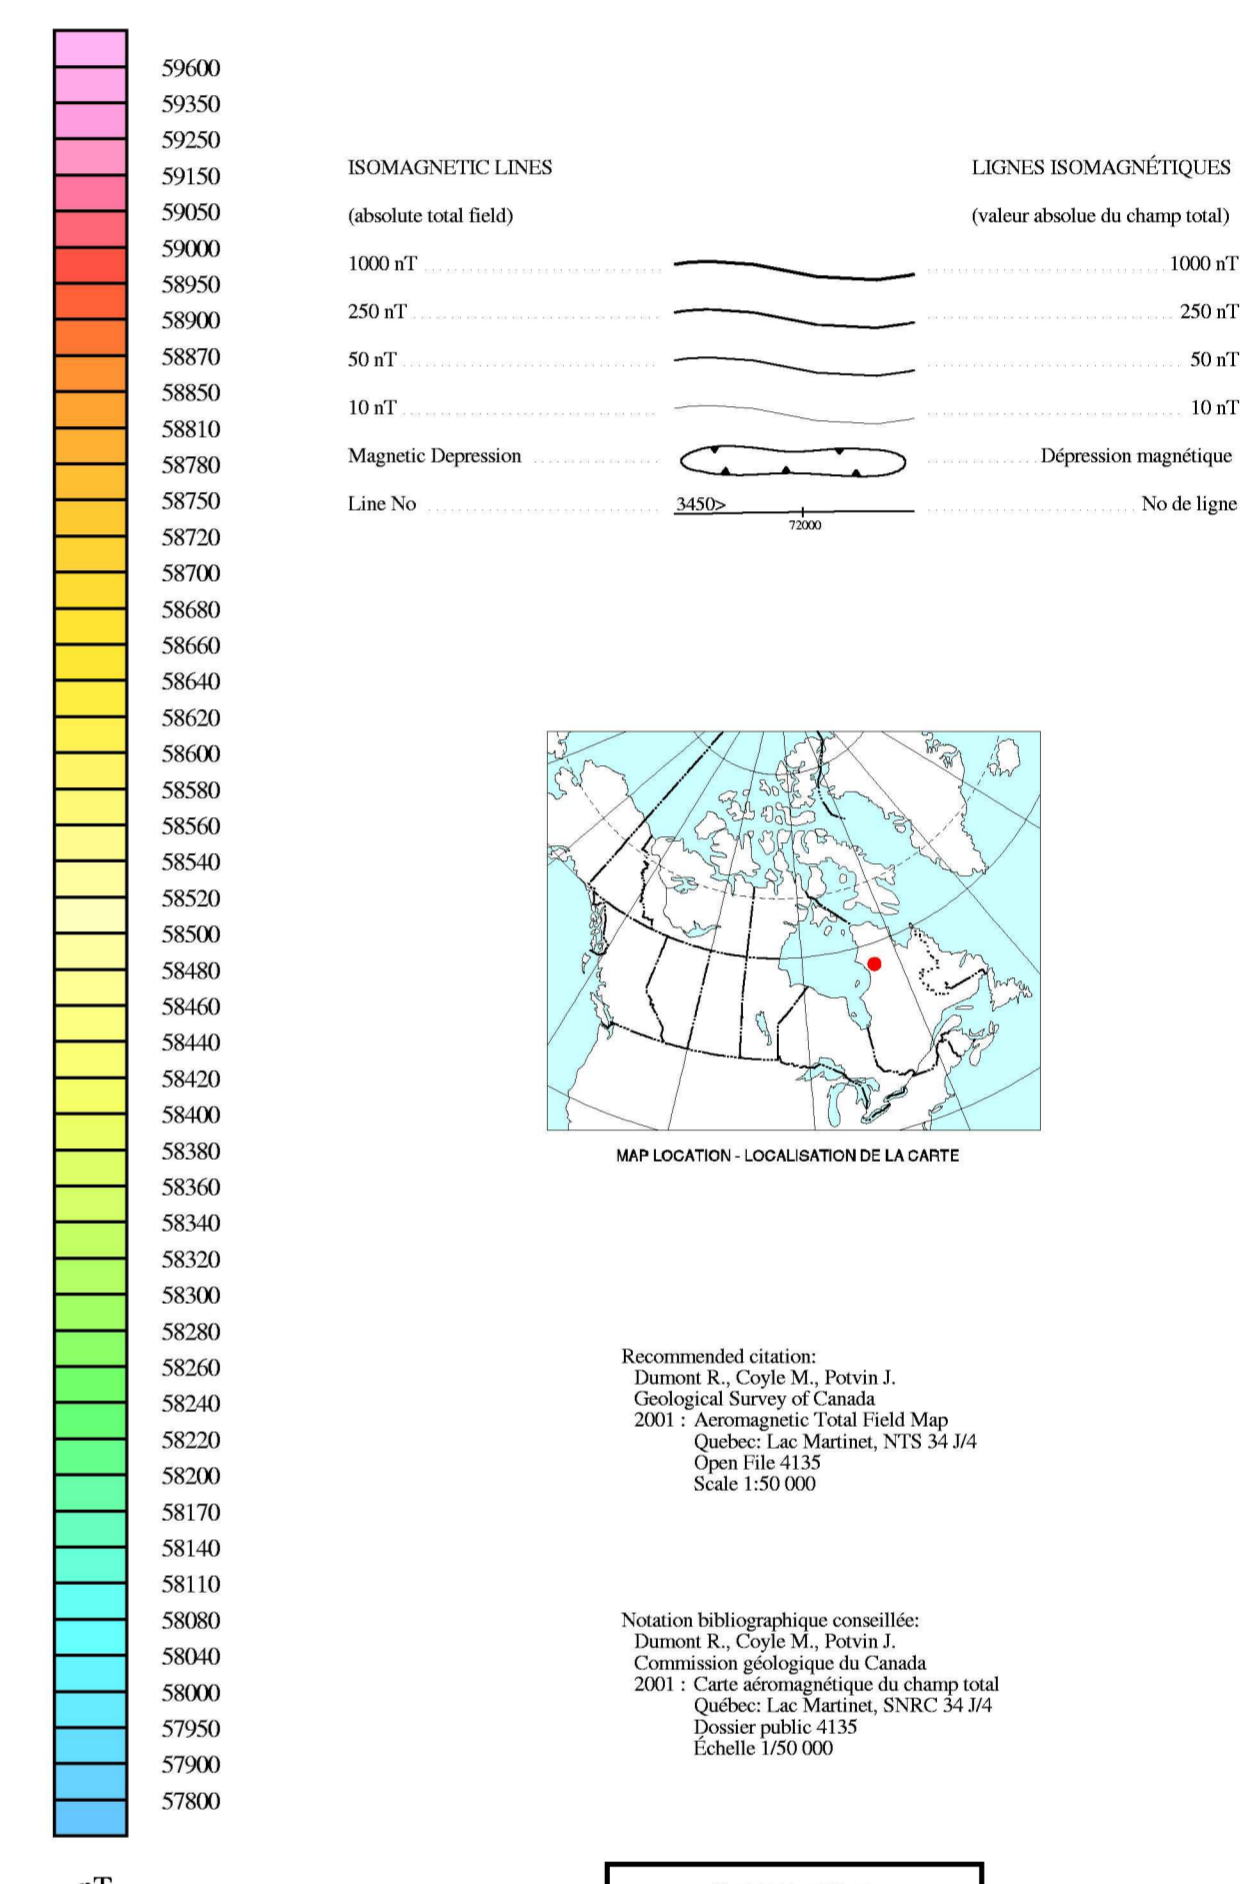 59600
59350
59250
59150
59050
59000
58950
58900
58870
58850
58810
58780
58750
58720
58700
58680
58660
58640
58620
58600
58580
58560
58540
58520
58500
58480
58460
58440
58420
58400
58380
58360
58340
58320
58300
58280
58260
58240
58220
58200
58170
58140
58110
58080
58040
58000
57950
57900
57800
nT
ISOMAGNETIC LINES LIGNES ISOMAGNÉTIQUES
(absolute total field) (valeur absolue du champ total)
1000 nT 1000 nT
250 nT 250 nT
50 nT 50 nT
10 nT 10 nT
Magnetic Depression Dépression magnétique
Line No 3450> No de ligne
72000
MAP LOCATION - LOCALISATION DE LA CARTE
Recommended citation:
Dumont R., Coyle M., Potvin J.
Geological Survey of Canada
2001 : Aeromagnetic Total Field Map
Quebec: Lac Martinet, NTS 34 J/4
Open File 4135
Scale 1:50 000
Notation bibliographique conseillée:
Dumont R., Coyle M., Potvin J.
Commission géologique du Canada
2001 : Carte aéromagnétique du champ total
Québec: Lac Martinet, SNRC 34 J/4
Dossier public 4135
Échelle 1/50 000